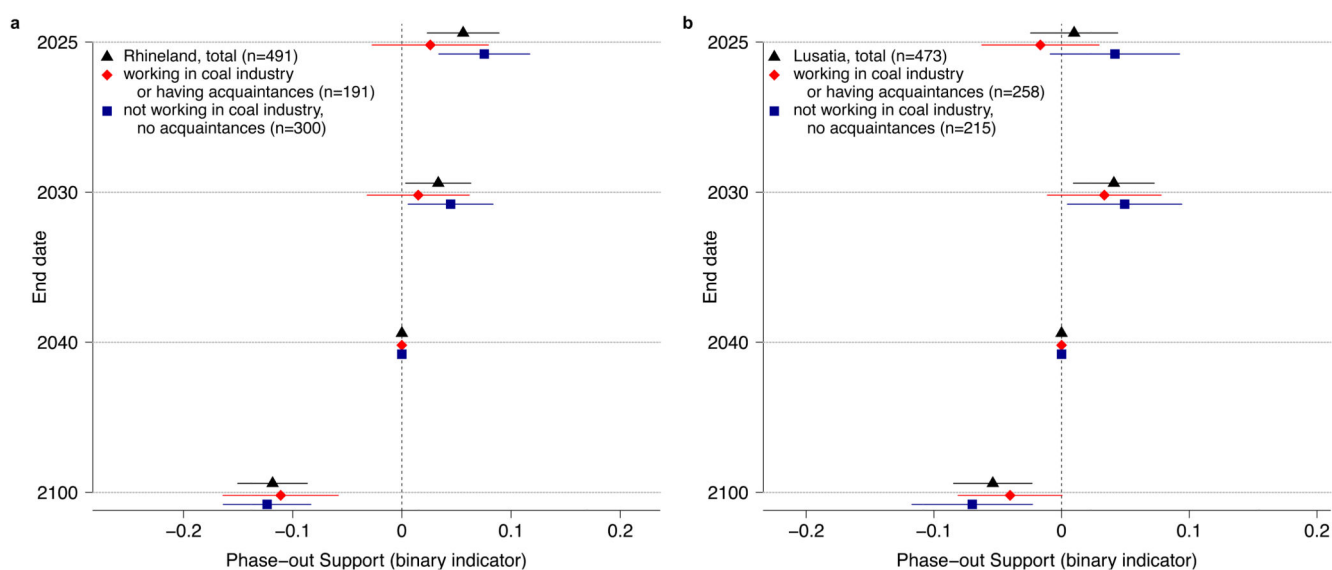 a
2025
Rhineland, total (n=491)
working in coal industry
or having acquaintances (n=191)
not working in coal industry,
no acquaintances (n=300)
2030
End date
2040
2100
−0.2 −0.1 0 0.1 0.2
Phase−out Support (binary indicator)
b
2025
Lusatia, total (n=473)
working in coal industry
or having acquaintances (n=258)
not working in coal industry,
no acquaintances (n=215)
2030
End date
2040
2100
−0.2 −0.1 0 0.1 0.2
Phase−out Support (binary indicator)